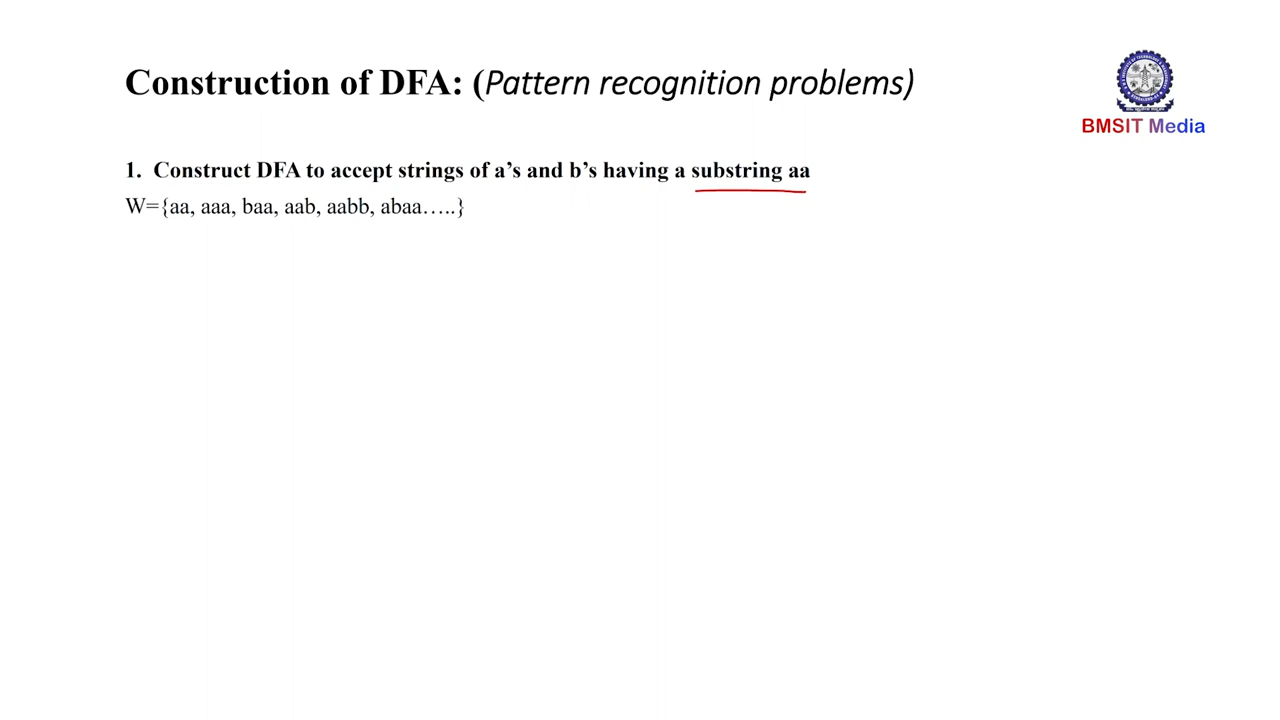 Construction of DFA: (Pattern recognition problems)
BMSIT Media
1. Construct DFA to accept strings of a’s and b’s having a substring aa
W={aa, aaa, baa, aab, aabb, abaa…..}